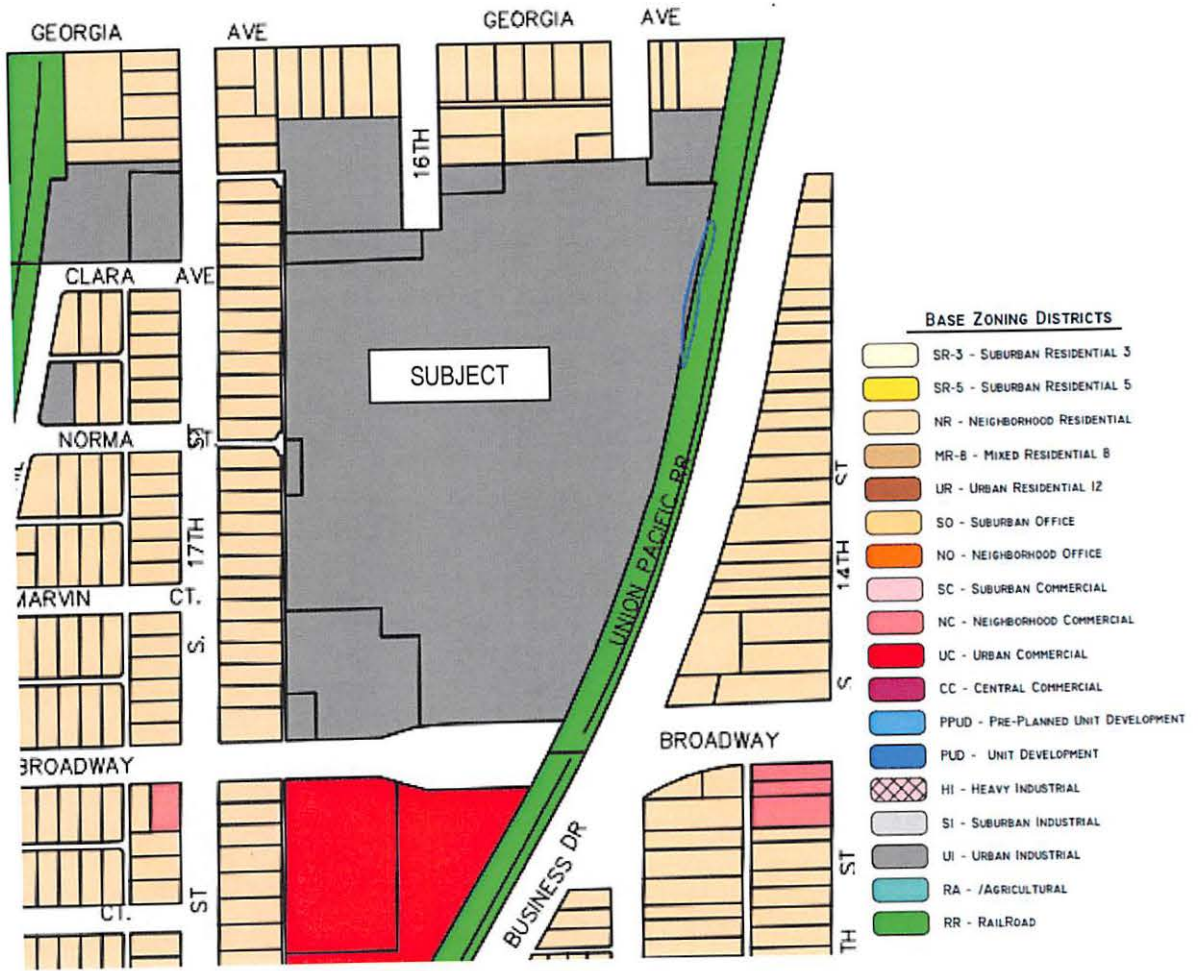 GEORGIA AVE GEORGIA AVE
16TH
CLARA AVE
SUBJECT
NORMA ST.
17TH
S.
MARVIN CT.
UNION PACIFIC RR
ST
14TH
S.
BROADWAY
BROADWAY
BUSINESS DR
CT.
ST
ST
TH
BASE ZONING DISTRICTS
SR-3 - SUBURBAN RESIDENTIAL 3
SR-5 - SUBURBAN RESIDENTIAL 5
NR - NEIGHBORHOOD RESIDENTIAL
MR-8 - MIXED RESIDENTIAL 8
UR - URBAN RESIDENTIAL 12
SO - SUBURBAN OFFICE
NO - NEIGHBORHOOD OFFICE
SC - SUBURBAN COMMERCIAL
NC - NEIGHBORHOOD COMMERCIAL
UC - URBAN COMMERCIAL
CC - CENTRAL COMMERCIAL
PPUD - PRE-PLANNED UNIT DEVELOPMENT
PUD - UNIT DEVELOPMENT
HI - HEAVY INDUSTRIAL
SI - SUBURBAN INDUSTRIAL
UI - URBAN INDUSTRIAL
RA - /AGRICULTURAL
RR - RAILROAD